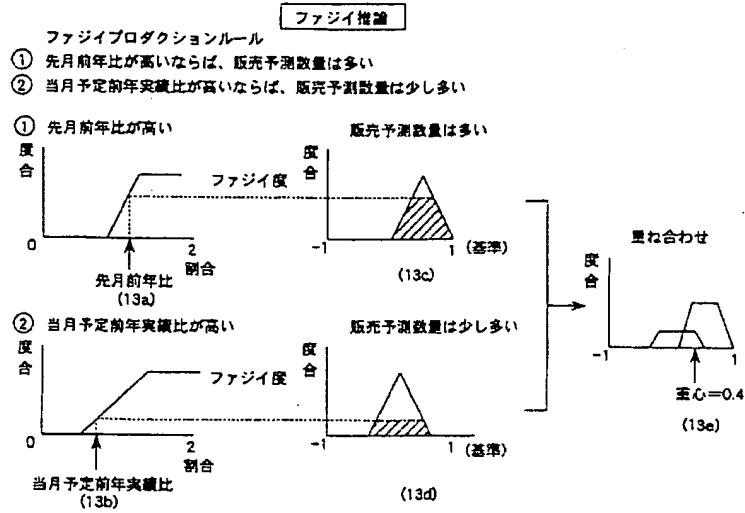 ファジイ推論
ファジイプロダクションルール
① 先月前年比が高いならば、販売予測数量は多い
② 当月予定前年実績比が高いならば、販売予測数量は少し多い
① 先月前年比が高い
度合
ファジイ度
0
2
割合
先月前年比
(13a)
販売予測数量は多い
度合
-1
1 (基準)
(13c)
② 当月予定前年実績比が高い
度合
ファジイ度
0
2
割合
当月予定前年実績比
(13b)
販売予測数量は少し多い
度合
-1
1 (基準)
(13d)
重ね合わせ
度合
-1
1
重心=0.4
(13e)